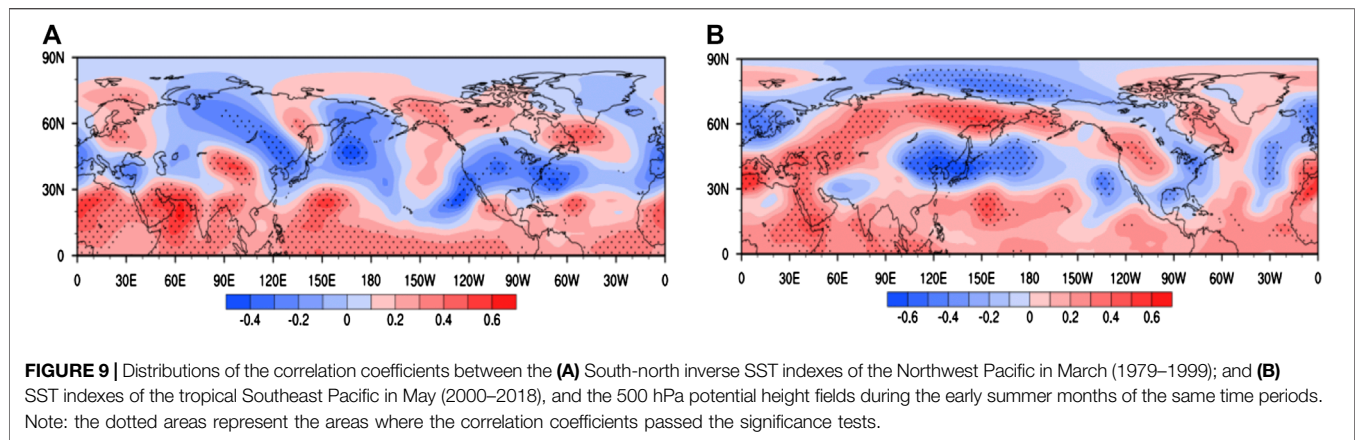 A
B
90N
60N
30N
0
0 30E 60E 90E 120E 150E 180 150W 120W 90W 60W 30W 0
-0.4 -0.2 0 0.2 0.4 0.6
90N
60N
30N
0
0 30E 60E 90E 120E 150E 180 150W 120W 90W 60W 30W 0
-0.6 -0.4 -0.2 0 0.2 0.4 0.6
FIGURE 9 | Distributions of the correlation coefficients between the (A) South-north inverse SST indexes of the Northwest Pacific in March (1979–1999); and (B)
SST indexes of the tropical Southeast Pacific in May (2000–2018), and the 500 hPa potential height fields during the early summer months of the same time periods.
Note: the dotted areas represent the areas where the correlation coefficients passed the significance tests.